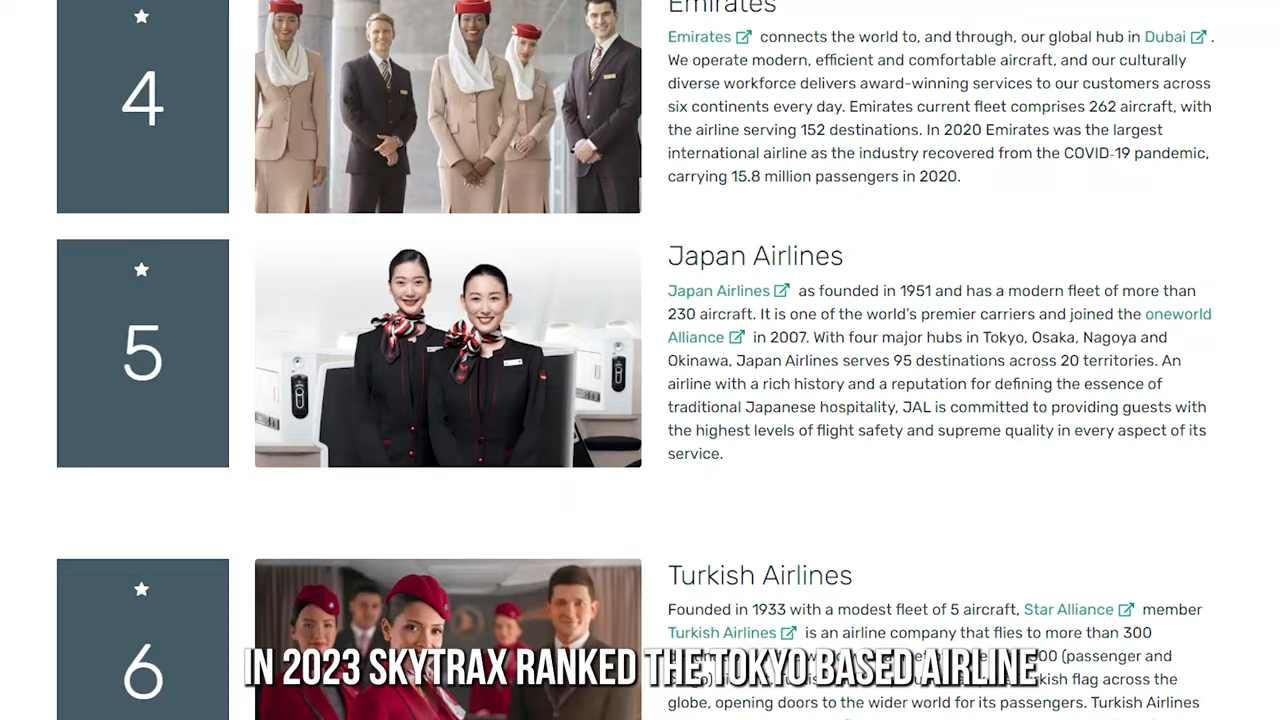 4
Emirates
Emirates connects the world to, and through, our global hub in Dubai .
We operate modern, efficient and comfortable aircraft, and our culturally
diverse workforce delivers award-winning services to our customers across
six continents every day. Emirates current fleet comprises 262 aircraft, with
the airline serving 152 destinations. In 2020 Emirates was the largest
international airline as the industry recovered from the COVID-19 pandemic,
carrying 15.8 million passengers in 2020.
5
Japan Airlines
Japan Airlines as founded in 1951 and has a modern fleet of more than
230 aircraft. It is one of the world's premier carriers and joined the oneworld
Alliance in 2007. With four major hubs in Tokyo, Osaka, Nagoya and
Okinawa, Japan Airlines serves 95 destinations across 20 territories. An
airline with a rich history and a reputation for defining the essence of
traditional Japanese hospitality, JAL is committed to providing guests with
the highest levels of flight safety and supreme quality in every aspect of its
service.
6
Turkish Airlines
Founded in 1933 with a modest fleet of 5 aircraft, Star Alliance member
Turkish Airlines is an airline company that flies to more than 300
(passenger and
flag across the
globe, opening doors to the wider world for its passengers. Turkish Airlines
IN 2023 SKYTRAX RANKED THE TOKYO BASED AIRLINE